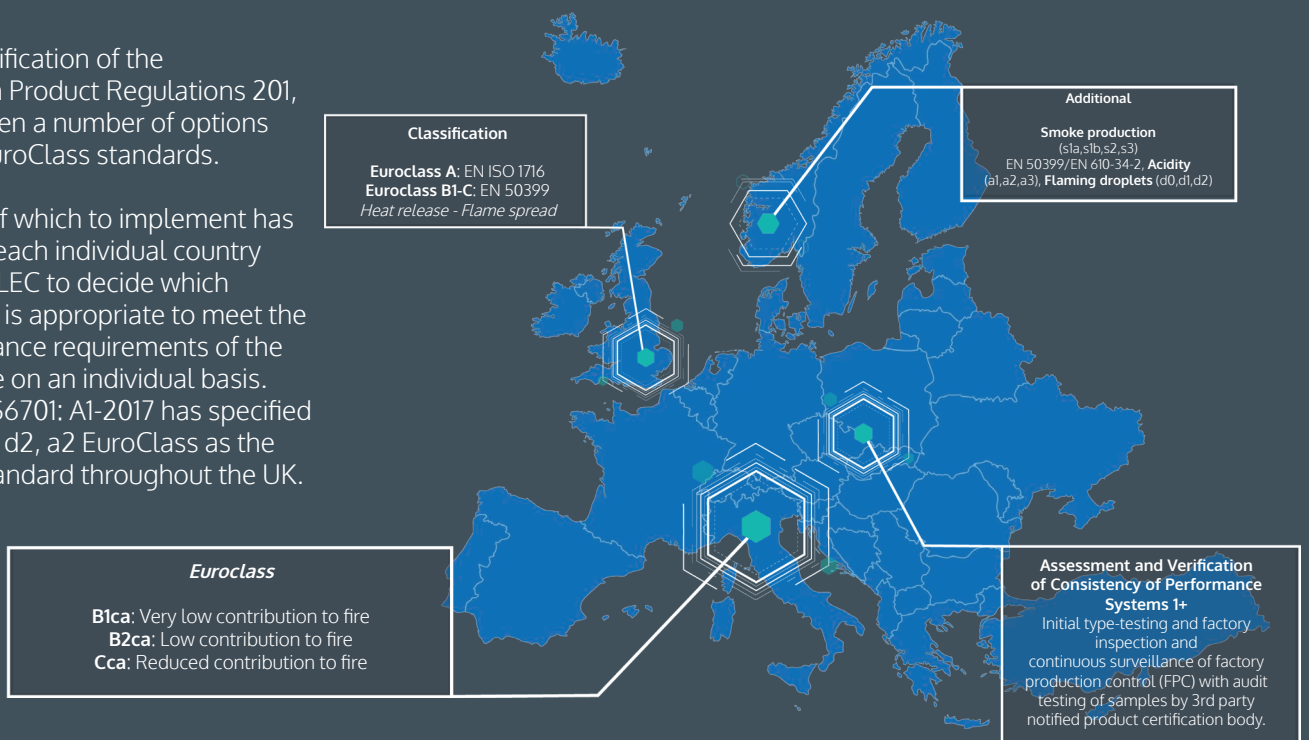 ification of the
n Product Regulations 201,
en a number of options
uroClass standards.
of which to implement has
each individual country
LEC to decide which
is appropriate to meet the
ance requirements of the
e on an individual basis.
S6701: A1-2017 has specified
d2, a2 EuroClass as the
andard throughout the UK.
Classification
Euroclass A: EN ISO 1716
Euroclass B1-C: EN 50399
Heat release - Flame spread
Additional
Smoke production
(s1a,s1b,s2,s3)
EN 50399/EN 610-34-2, Acidity
(a1,a2,a3), Flaming droplets (d0,d1,d2)
Euroclass
B1ca: Very low contribution to fire
B2ca: Low contribution to fire
Cca: Reduced contribution to fire
Assessment and Verification
of Consistency of Performance
Systems 1+
Initial type-testing and factory
inspection and
continuous surveillance of factory
production control (FPC) with audit
testing of samples by 3rd party
notified product certification body.